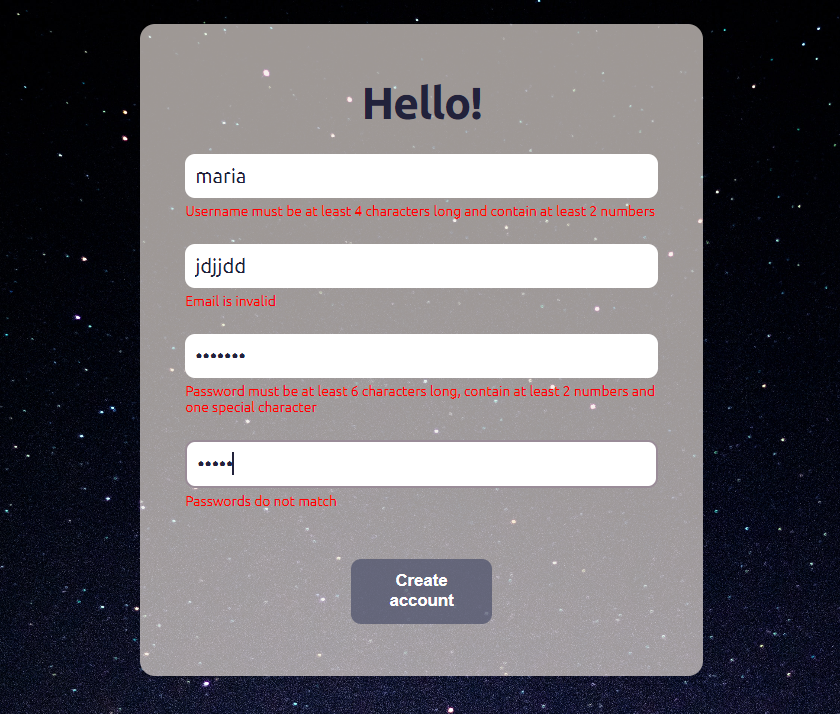 Hello!
maria
Username must be at least 4 characters long and contain at least 2 numbers
jdjjdd
Email is invalid
•••••••
Password must be at least 6 characters long, contain at least 2 numbers and
one special character
•••••
Passwords do not match
Create
account